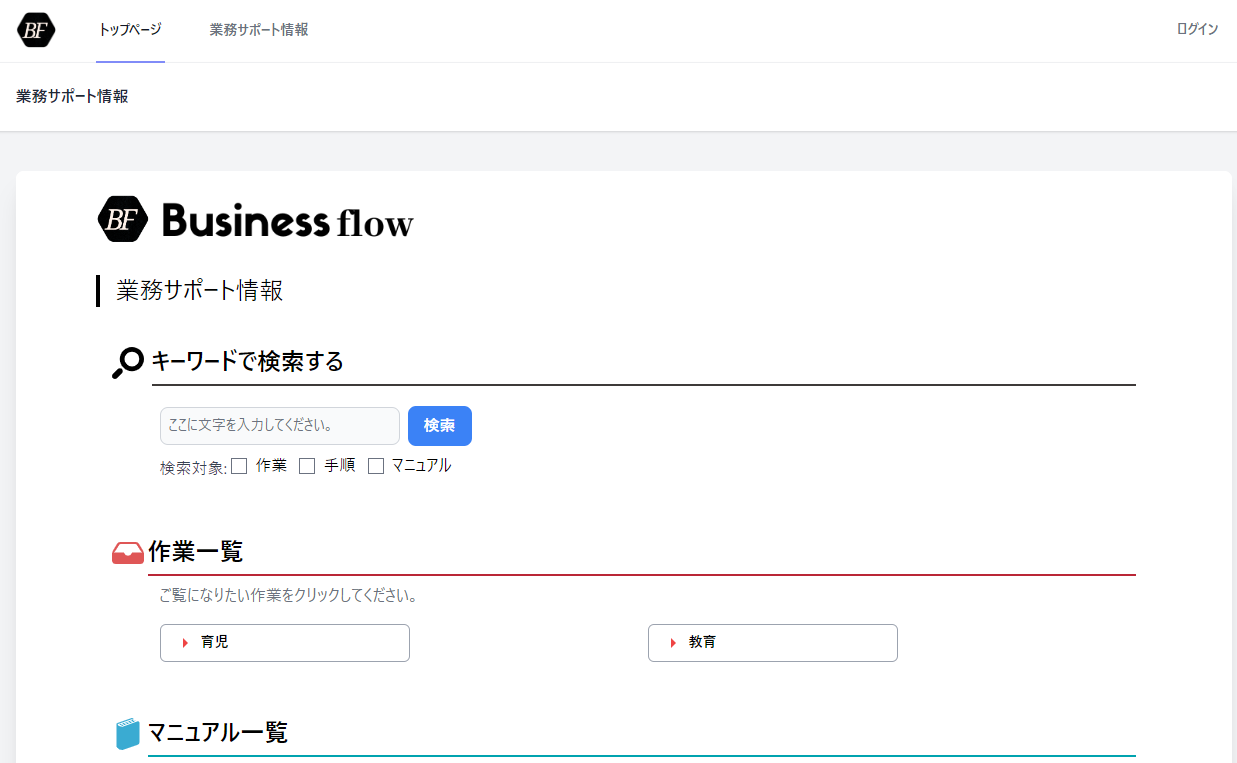 BF トップページ 業務サポート情報 ログイン
業務サポート情報
BF Business flow
業務サポート情報
キーワードで検索する
ここに文字を入力してください。 検索
検索対象: 作業 手順 マニュアル
作業一覧
ご覧になりたい作業をクリックしてください。
育児 教育
マニュアル一覧